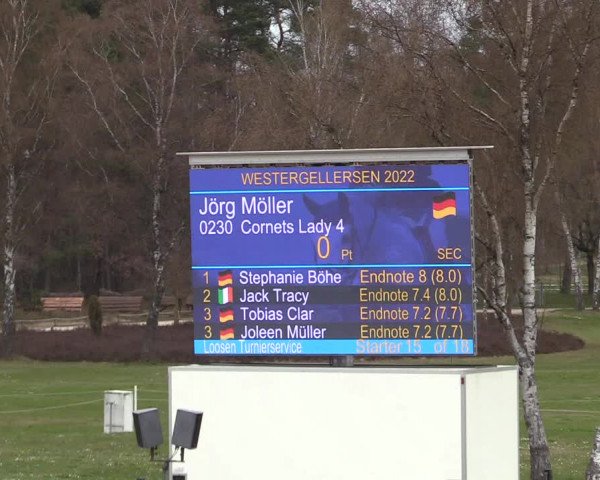 WESTERGELLERSEN 2022
Jörg Möller
0230 Cornets Lady 4
0 Pt SEC
1 Stephanie Böhe Endnote 8 (8.0)
2 Jack Tracy Endnote 7.4 (8.0)
3 Tobias Clar Endnote 7.2 (7.7)
3 Joleen Müller Endnote 7.2 (7.7)
Loosen Turnierservice Starter 15 of 18